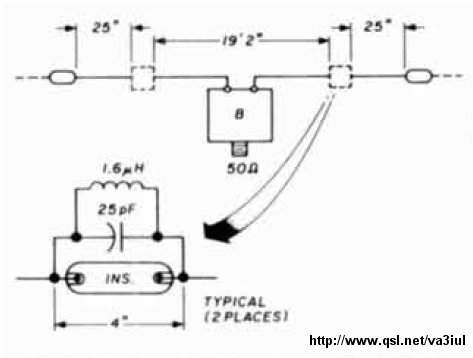 25"
19'2"
25"
B
50Ω
1.6μH
25pF
INS.
4"
TYPICAL
(2 PLACES)
http://www.qsl.net/va3iul